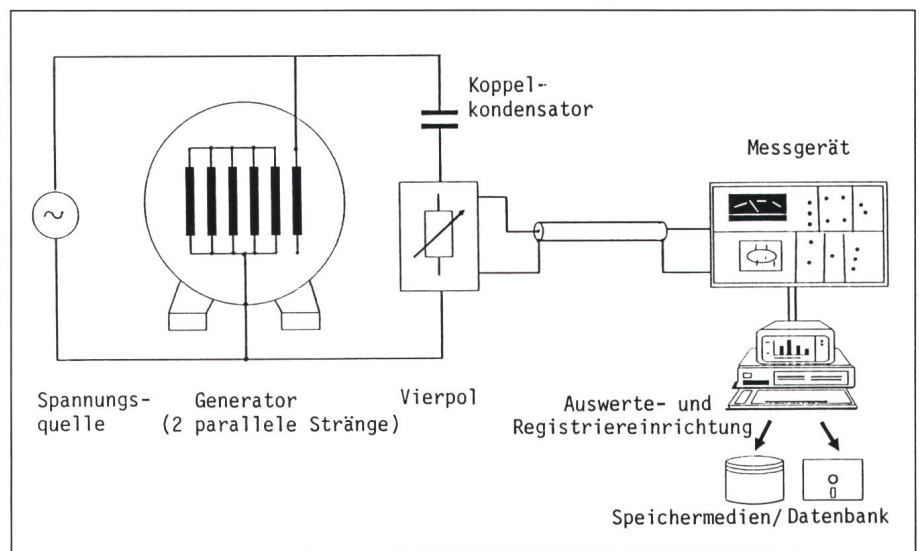 Koppel-
kondensator
Messgerät
Spannungs-
quelle
Generator
(2 parallele Stränge)
Vierpol
Auswerte- und
Registriereinrichtung
Speichermedien/Datenbank